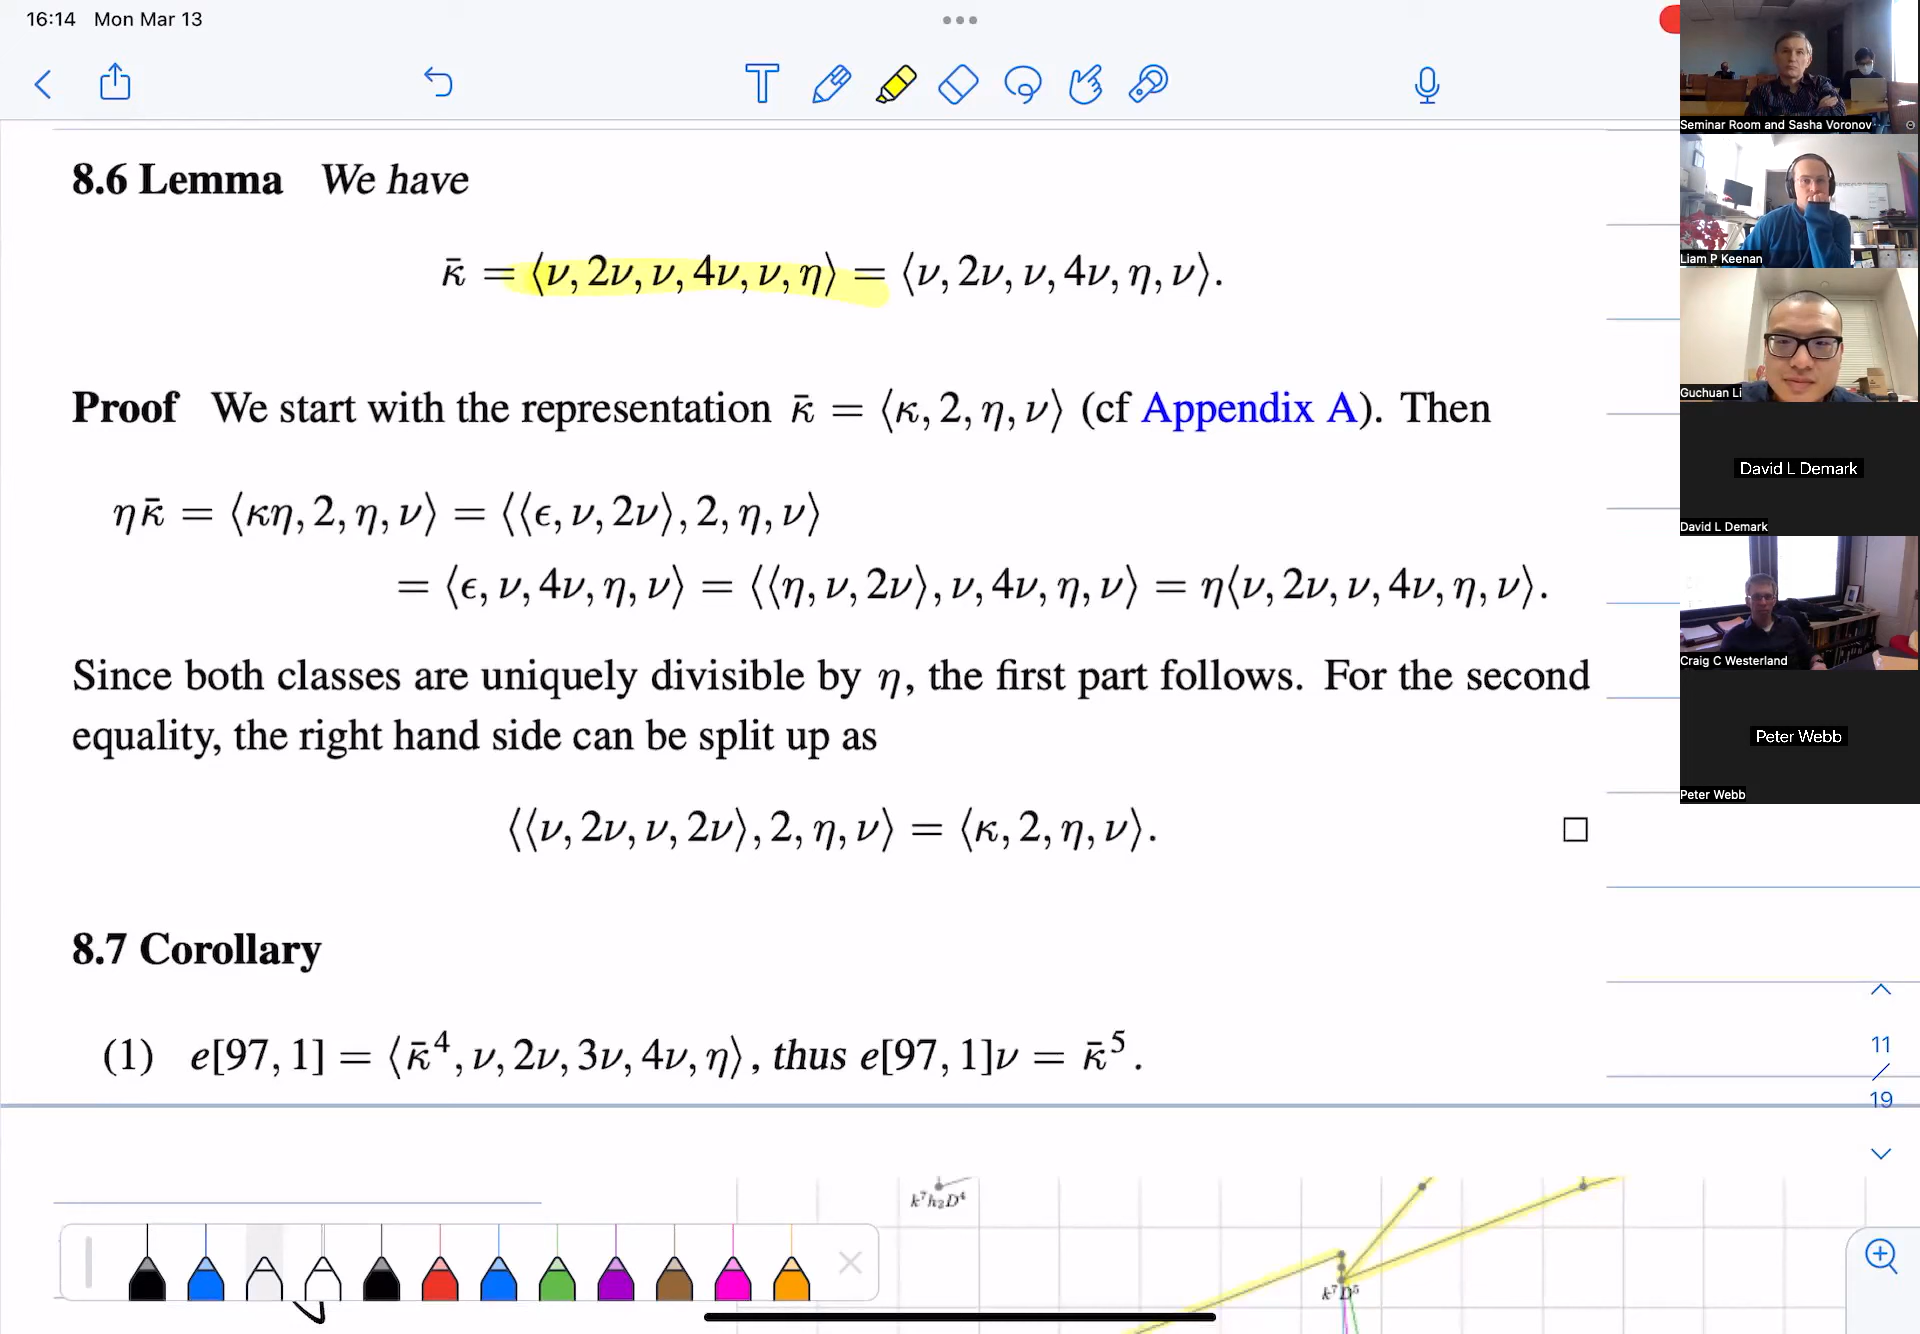 16:14 Mon Mar 13
8.6 Lemma We have
κ̄ = ⟨ν, 2ν, ν, 4ν, ν, η⟩ = ⟨ν, 2ν, ν, 4ν, η, ν⟩.
Proof We start with the representation κ̄ = ⟨κ, 2, η, ν⟩ (cf Appendix A). Then
ηκ̄ = ⟨κη, 2, η, ν⟩ = ⟨⟨ϵ, ν, 2ν⟩, 2, η, ν⟩
= ⟨ϵ, ν, 4ν, η, ν⟩ = ⟨⟨η, ν, 2ν⟩, ν, 4ν, η, ν⟩ = η⟨ν, 2ν, ν, 4ν, η, ν⟩.
Since both classes are uniquely divisible by η, the first part follows. For the second
equality, the right hand side can be split up as
⟨⟨ν, 2ν, ν, 2ν⟩, 2, η, ν⟩ = ⟨κ, 2, η, ν⟩. □
8.7 Corollary
(1) e[97, 1] = ⟨κ̄⁴, ν, 2ν, 3ν, 4ν, η⟩, thus e[97, 1]ν = κ̄⁵.
11
/
19
k⁷h₂D⁴
k⁷D⁵
Seminar Room and Sasha Voronov
Liam P Keenan
Guchuan Li
David L Demark
David L Demark
Craig C Westerland
Peter Webb
Peter Webb